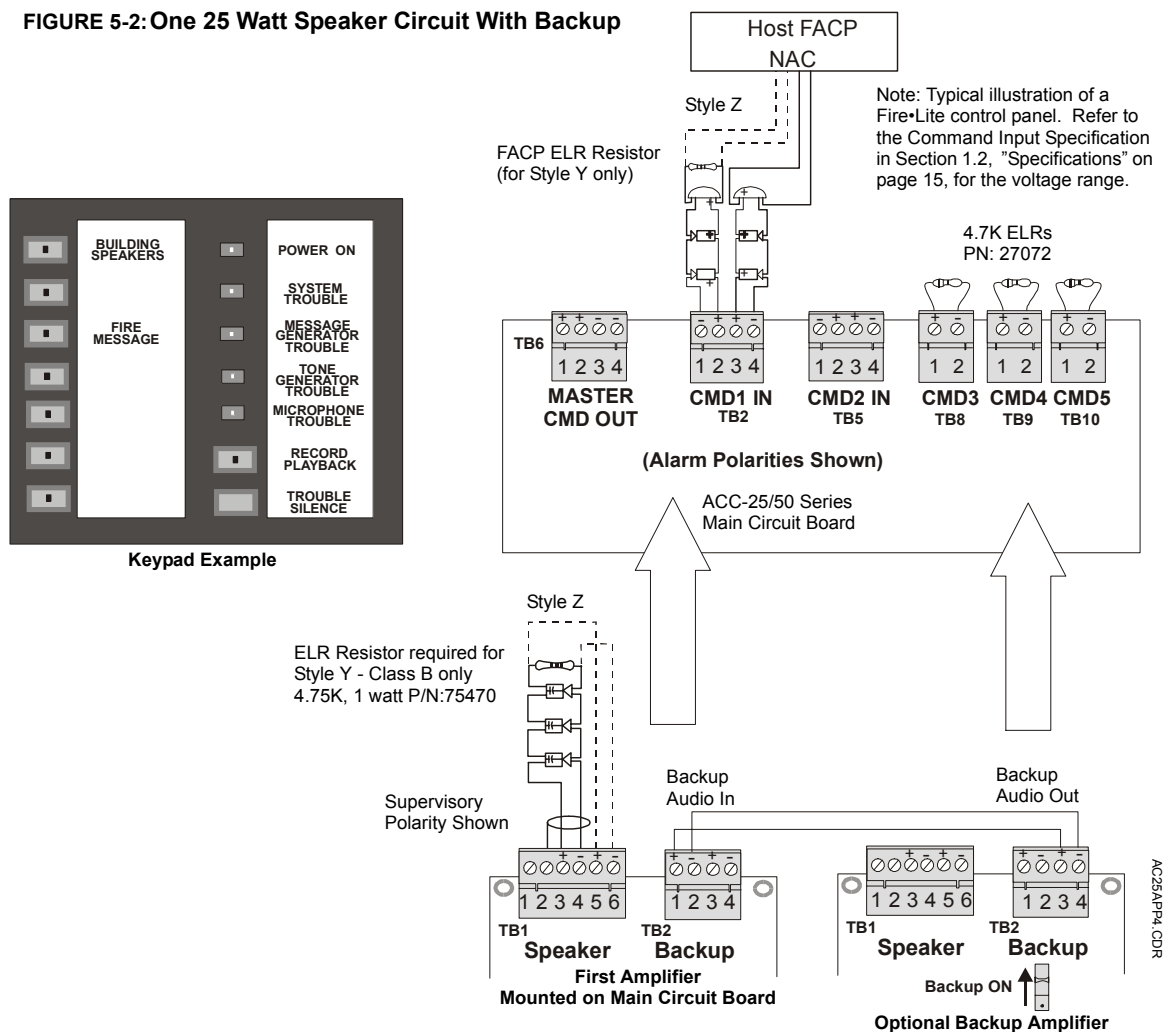 FIGURE 5-2: One 25 Watt Speaker Circuit With Backup
Host FACP
NAC
Style Z
FACP ELR Resistor
(for Style Y only)
Note: Typical illustration of a
Fire•Lite control panel. Refer to
the Command Input Specification
in Section 1.2, "Specifications" on
page 15, for the voltage range.
4.7K ELRs
PN: 27072
BUILDING
SPEAKERS
FIRE
MESSAGE
POWER ON
SYSTEM
TROUBLE
MESSAGE
GENERATOR
TROUBLE
TONE
GENERATOR
TROUBLE
MICROPHONE
TROUBLE
RECORD
PLAYBACK
TROUBLE
SILENCE
Keypad Example
TB6
+ + - -
1 2 3 4
MASTER
CMD OUT
- + + -
1 2 3 4
CMD1 IN
TB2
- + + -
1 2 3 4
CMD2 IN
TB5
+ -
1 2
CMD3
TB8
+ -
1 2
CMD4
TB9
+ -
1 2
CMD5
TB10
(Alarm Polarities Shown)
ACC-25/50 Series
Main Circuit Board
Style Z
ELR Resistor required for
Style Y - Class B only
4.75K, 1 watt P/N:75470
Supervisory
Polarity Shown
Backup
Audio In
Backup
Audio Out
+ - + -
1 2 3 4 5 6
TB1
Speaker
+ - + -
1 2 3 4
TB2
Backup
First Amplifier
Mounted on Main Circuit Board
+ - + -
1 2 3 4 5 6
TB1
Speaker
+ - + -
1 2 3 4
TB2
Backup
Backup ON
Optional Backup Amplifier
AC25APP4.CDR